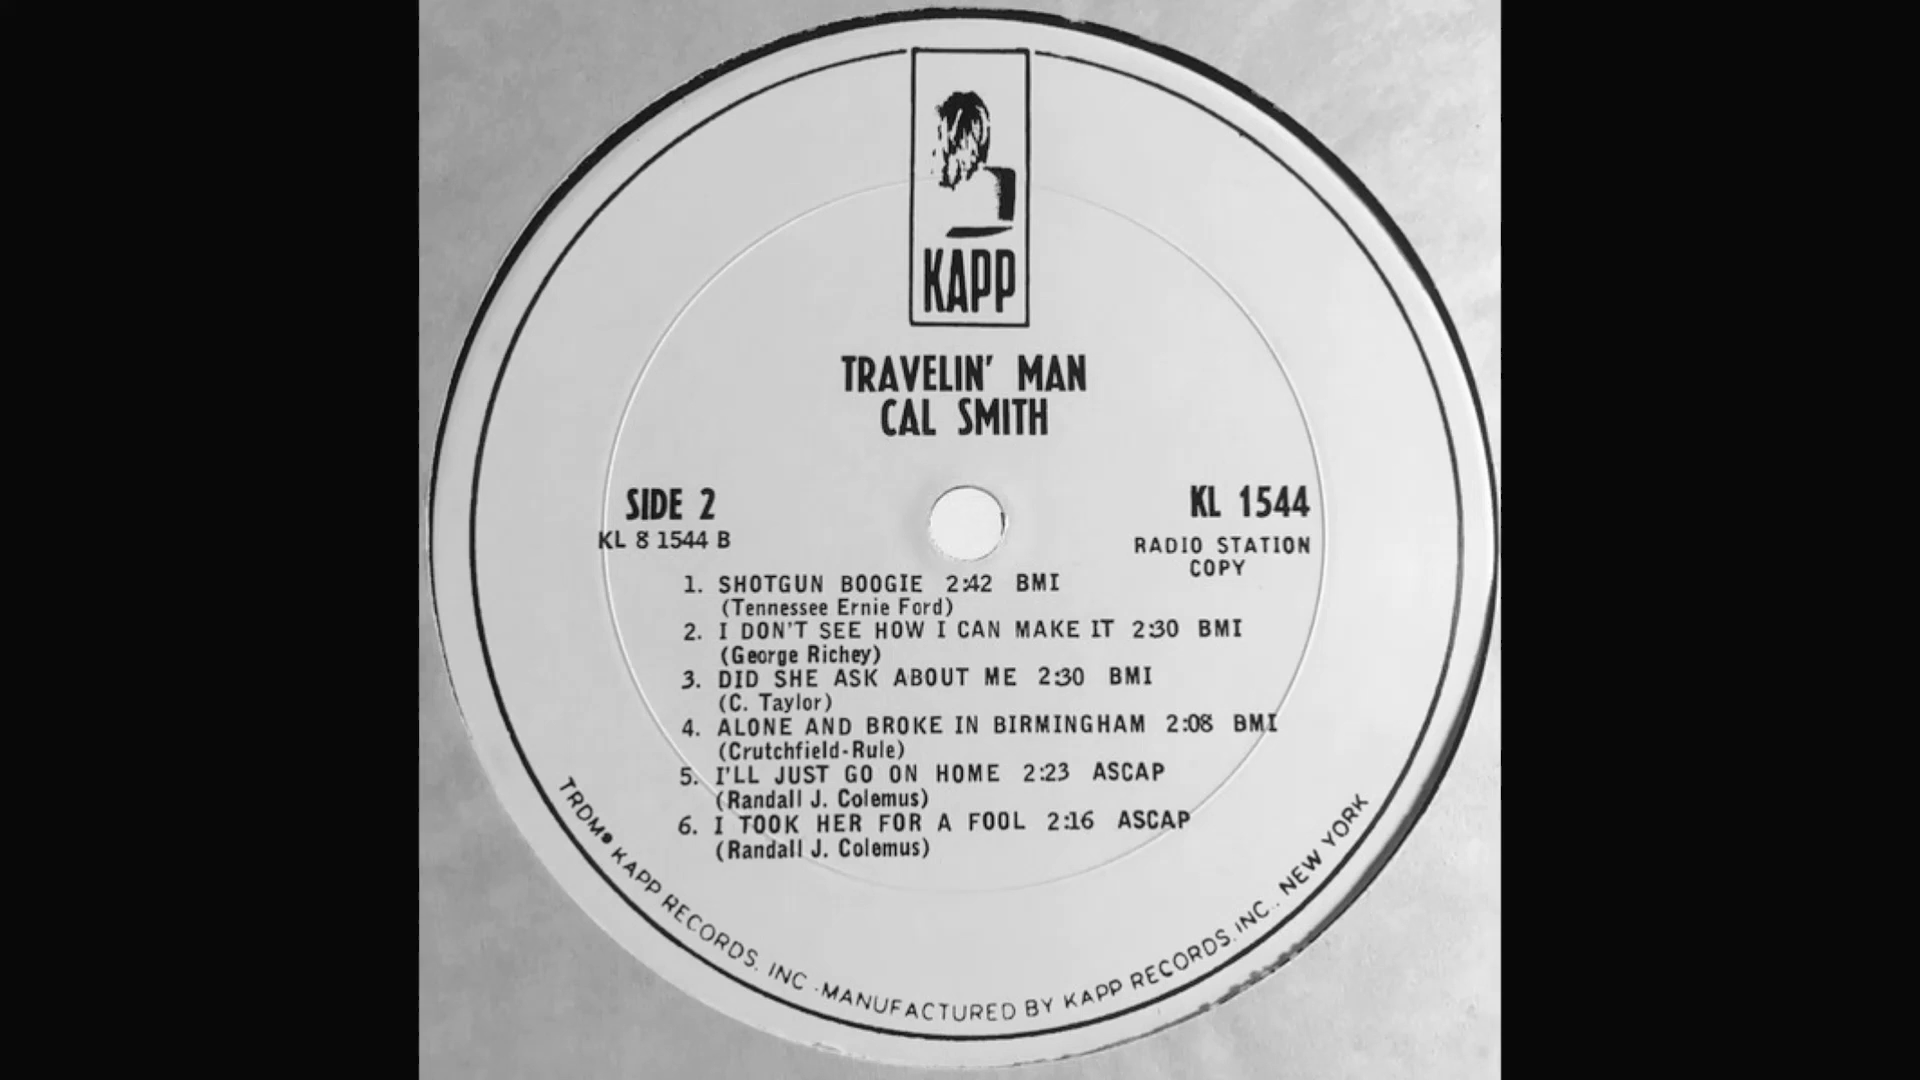 KAPP
TRAVELIN' MAN
CAL SMITH
SIDE 2
KL 8 1544 B
KL 1544
RADIO STATION
COPY
1. SHOTGUN BOOGIE 2:42 BMI
(Tennessee Ernie Ford)
2. I DON'T SEE HOW I CAN MAKE IT 2:30 BMI
(George Richey)
3. DID SHE ASK ABOUT ME 2:30 BMI
(C. Taylor)
4. ALONE AND BROKE IN BIRMINGHAM 2:08 BMI
(Crutchfield-Rule)
5. I'LL JUST GO ON HOME 2:23 ASCAP
(Randall J. Colemus)
6. I TOOK HER FOR A FOOL 2:16 ASCAP
(Randall J. Colemus)
TRDM● KAPP RECORDS, INC.·MANUFACTURED BY KAPP RECORDS, INC., NEW YORK